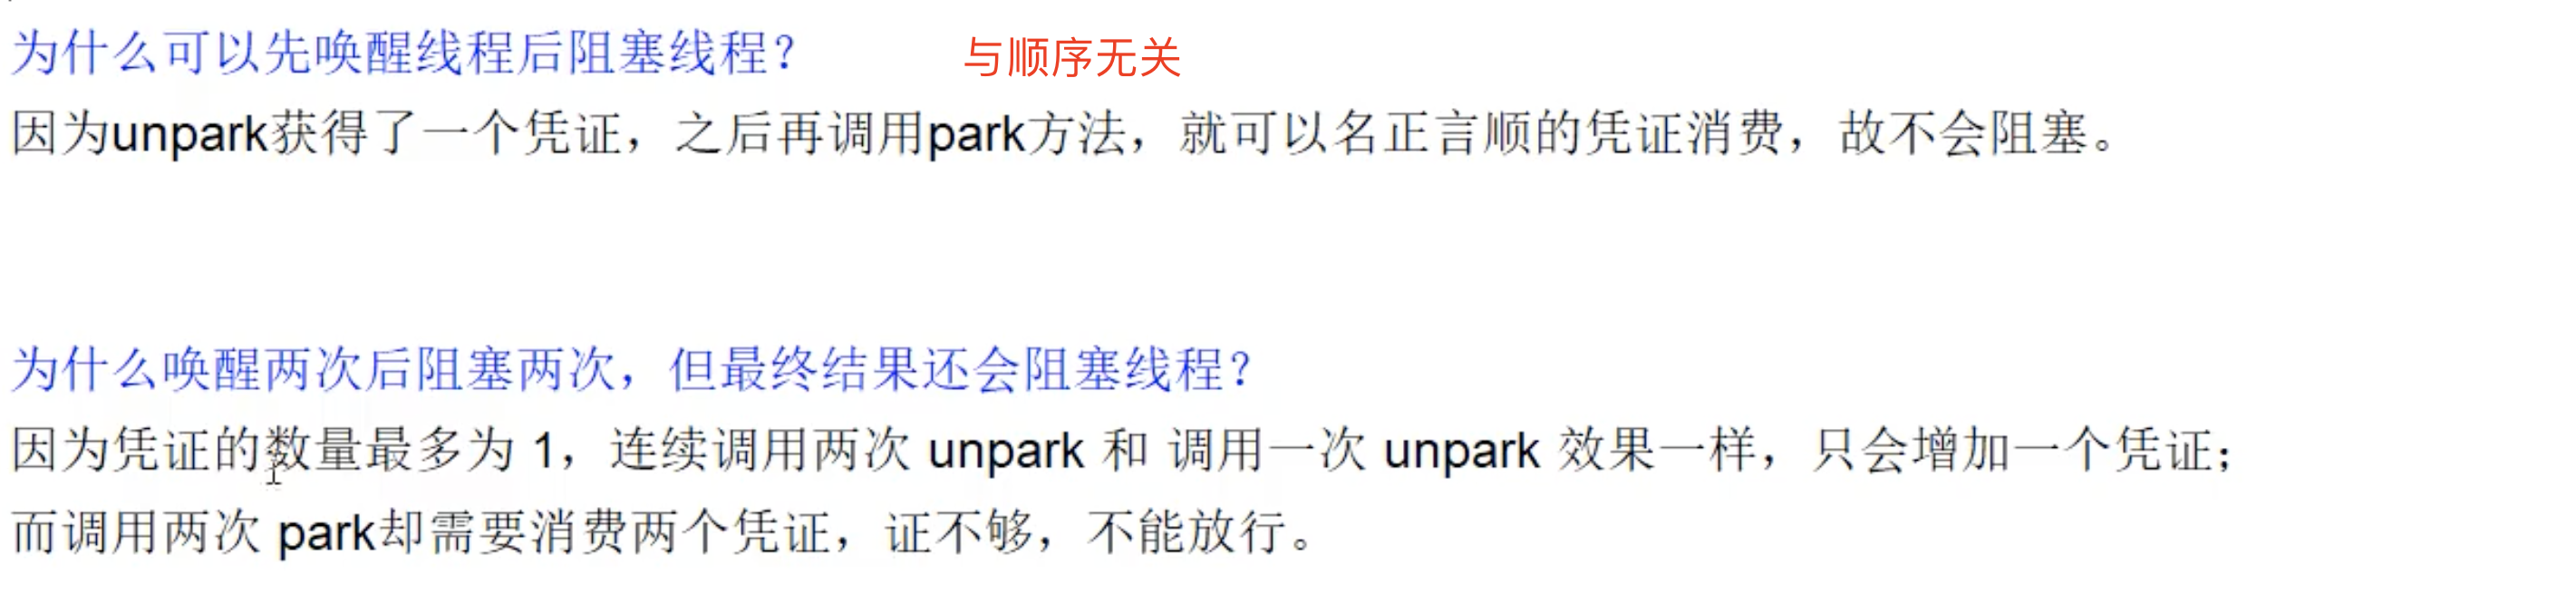 为什么可以先唤醒线程后阻塞线程？ 与顺序无关
因为unpark获得了一个凭证，之后再调用park方法，就可以名正言顺的凭证消费，故不会阻塞。
为什么唤醒两次后阻塞两次，但最终结果还会阻塞线程？
因为凭证的数量最多为 1，连续调用两次 unpark 和 调用一次 unpark 效果一样，只会增加一个凭证；
而调用两次 park却需要消费两个凭证，证不够，不能放行。